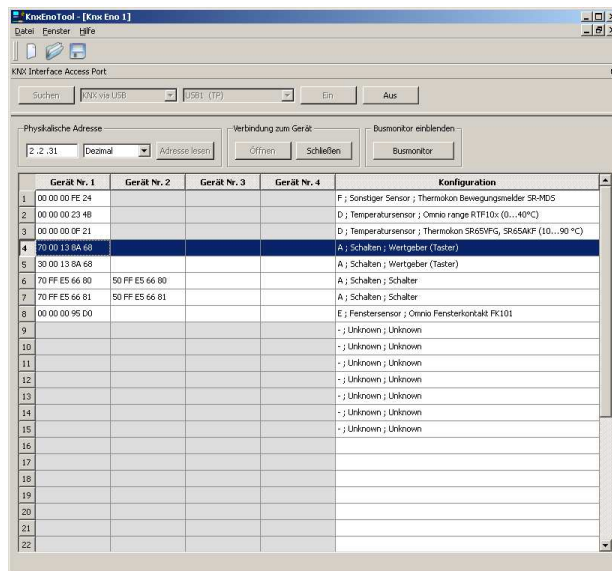 KnxEnoTool - [Knx Eno 1]
Datei Fenster Hilfe
KNX Interface Access Port
Suchen KNX via USB USB1 (TP) Ein Aus
Physikalische Adresse Verbindung zum Gerät Busmonitor einblenden
2 .2 .31 Dezimal Adresse lesen Öffnen Schließen Busmonitor
Gerät Nr. 1 Gerät Nr. 2 Gerät Nr. 3 Gerät Nr. 4 Konfiguration
1 00 00 00 FE 24 F ; Sonstiger Sensor ; Thermokon Bewegungsmelder SR-MDS
2 00 00 00 23 4B D ; Temperatursensor ; Omnio range RTF10x (0...40°C)
3 00 00 00 0F 21 D ; Temperatursensor ; Thermokon SR65VFG, SR65AKF (10...90 °C)
4 70 00 13 8A 68 A ; Schalten ; Wertgeber (Taster)
5 30 00 13 8A 68 A ; Schalten ; Wertgeber (Taster)
6 70 FF E5 66 80 50 FF E5 66 80 A ; Schalten ; Schalter
7 70 FF E5 66 81 50 FF E5 66 81 A ; Schalten ; Schalter
8 00 00 00 95 D0 E ; Fenstersensor ; Omnio Fensterkontakt FK101
9 - ; Unknown ; Unknown
10 - ; Unknown ; Unknown
11 - ; Unknown ; Unknown
12 - ; Unknown ; Unknown
13 - ; Unknown ; Unknown
14 - ; Unknown ; Unknown
15 - ; Unknown ; Unknown
16
17
18
19
20
21
22